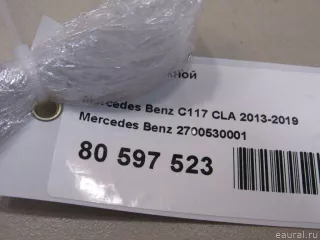 Mercedes Benz C117 CLA 2013-2019
Mercedes Benz 2700530001
80 597 523
eaural.ru